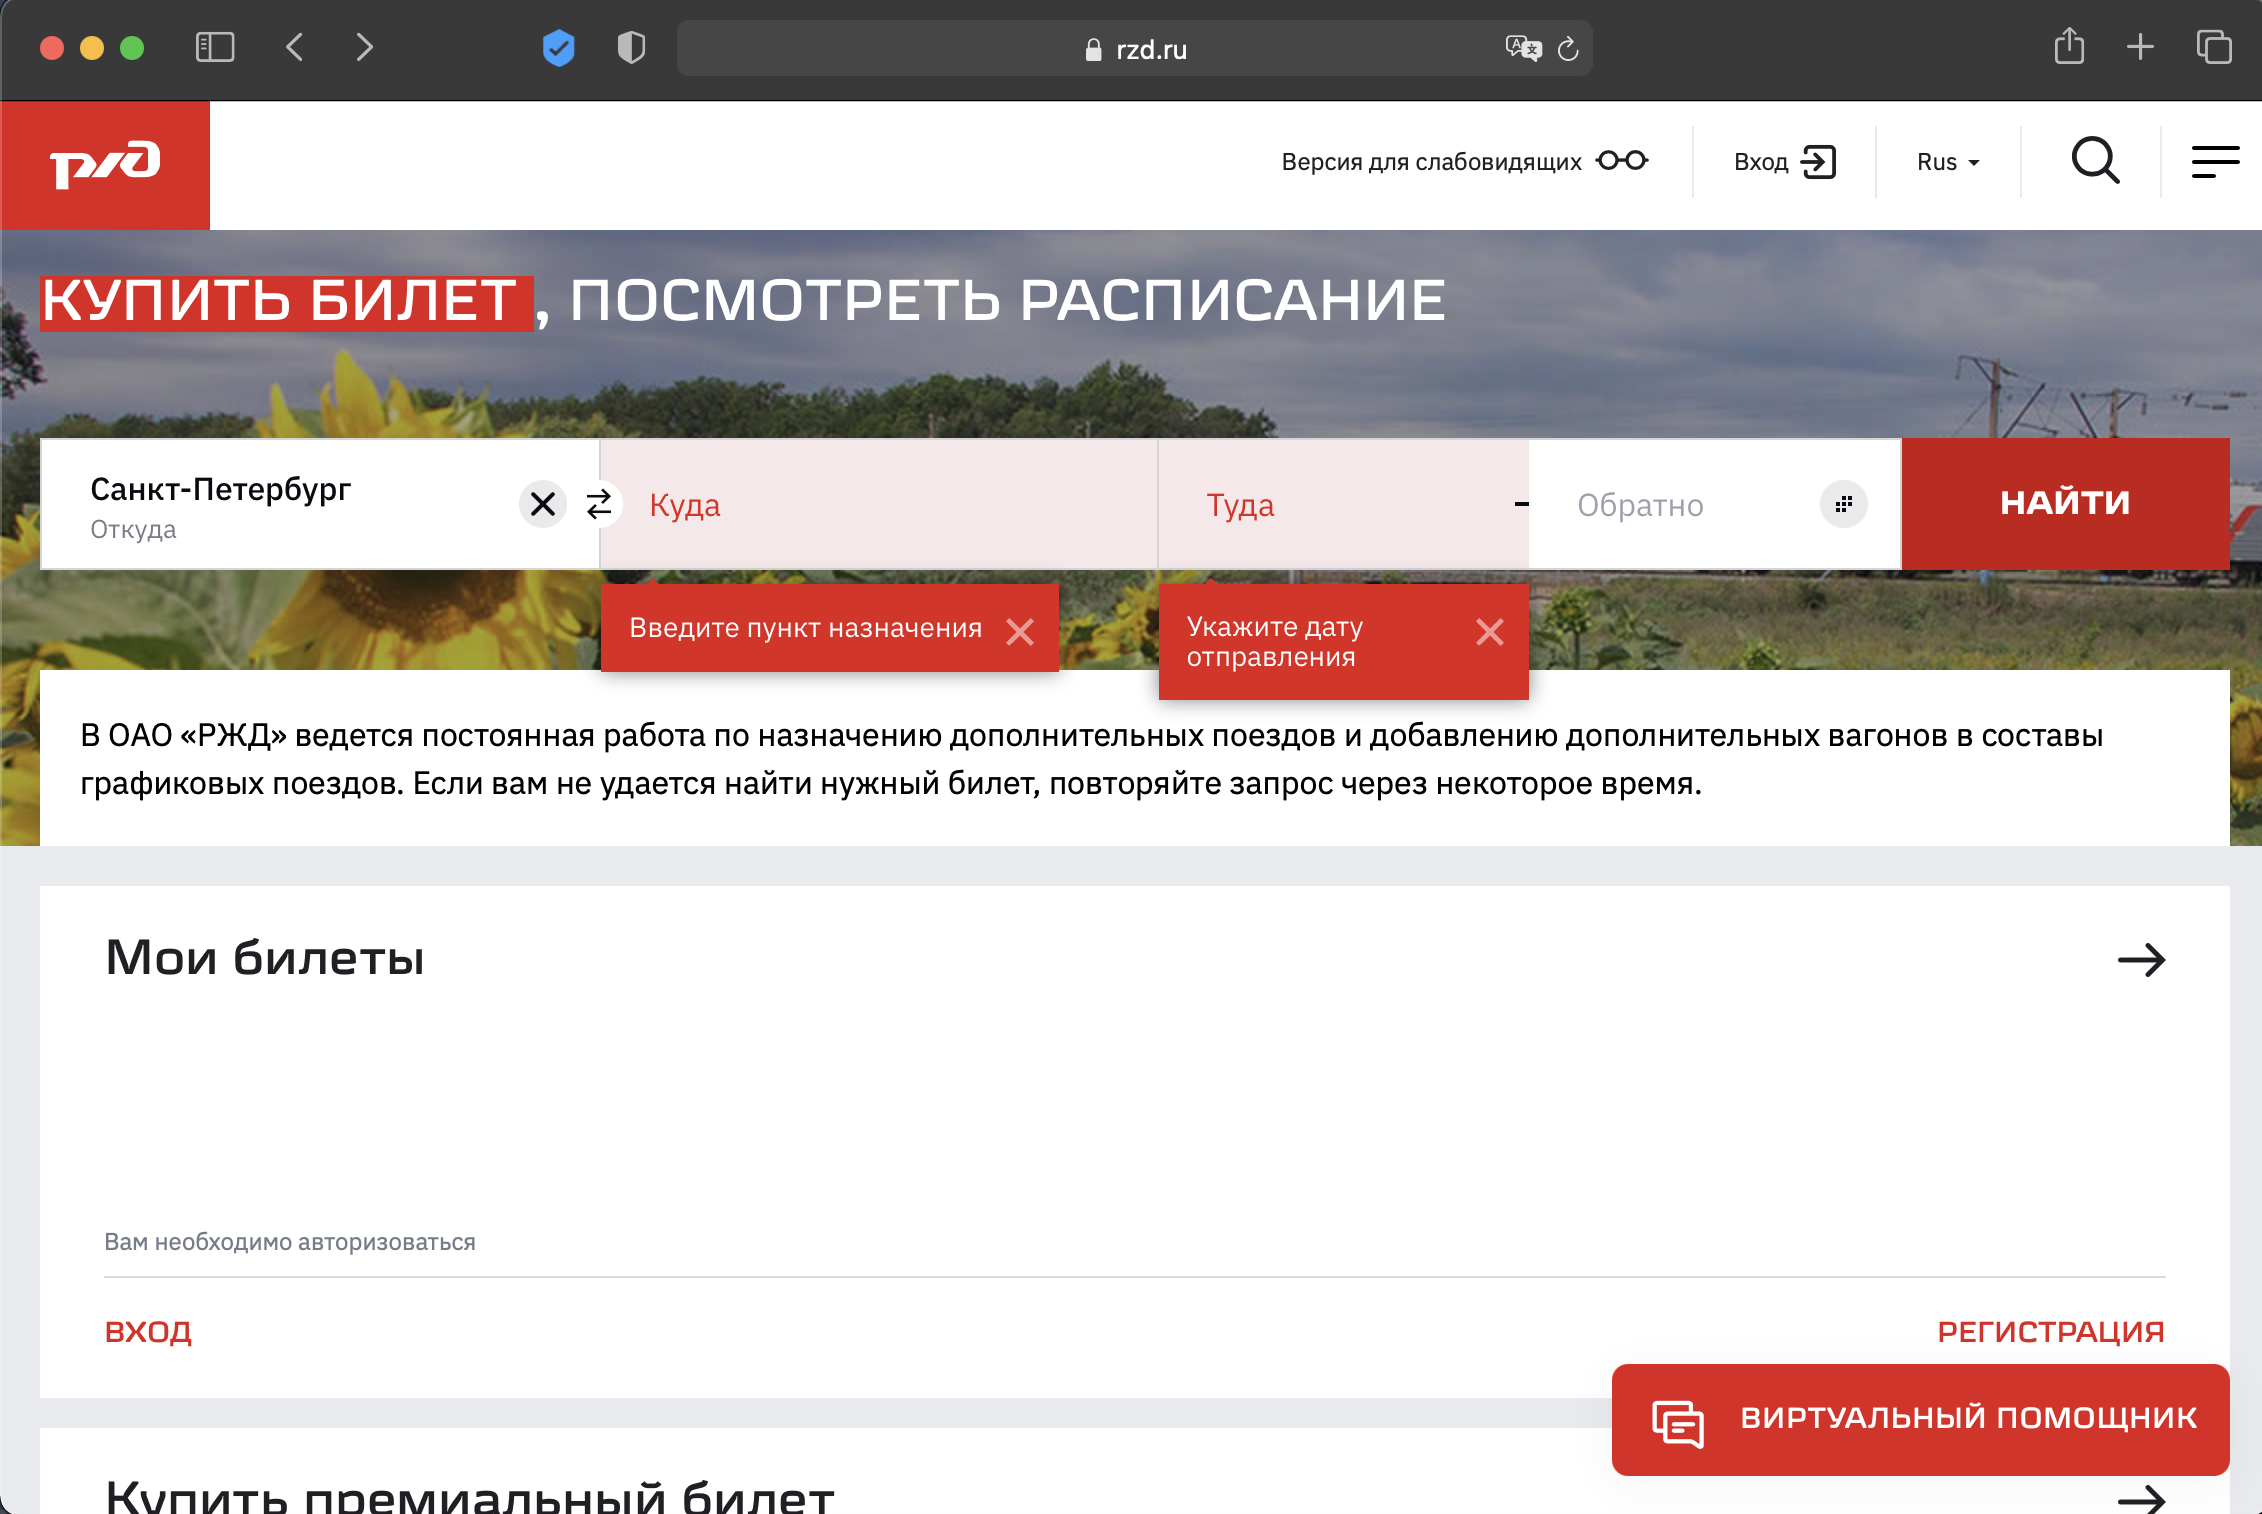 rzd.ru
ржд
Версия для слабовидящих
Вход
Rus
КУПИТЬ БИЛЕТ, ПОСМОТРЕТЬ РАСПИСАНИЕ
Санкт-Петербург
Откуда
Куда
Туда
Обратно
НАЙТИ
Введите пункт назначения
Укажите дату
отправления
В ОАО «РЖД» ведется постоянная работа по назначению дополнительных поездов и добавлению дополнительных вагонов в составы
графиковых поездов. Если вам не удается найти нужный билет, повторяйте запрос через некоторое время.
Мои билеты
Вам необходимо авторизоваться
ВХОД
РЕГИСТРАЦИЯ
ВИРТУАЛЬНЫЙ ПОМОЩНИК
Купить премиальный билет